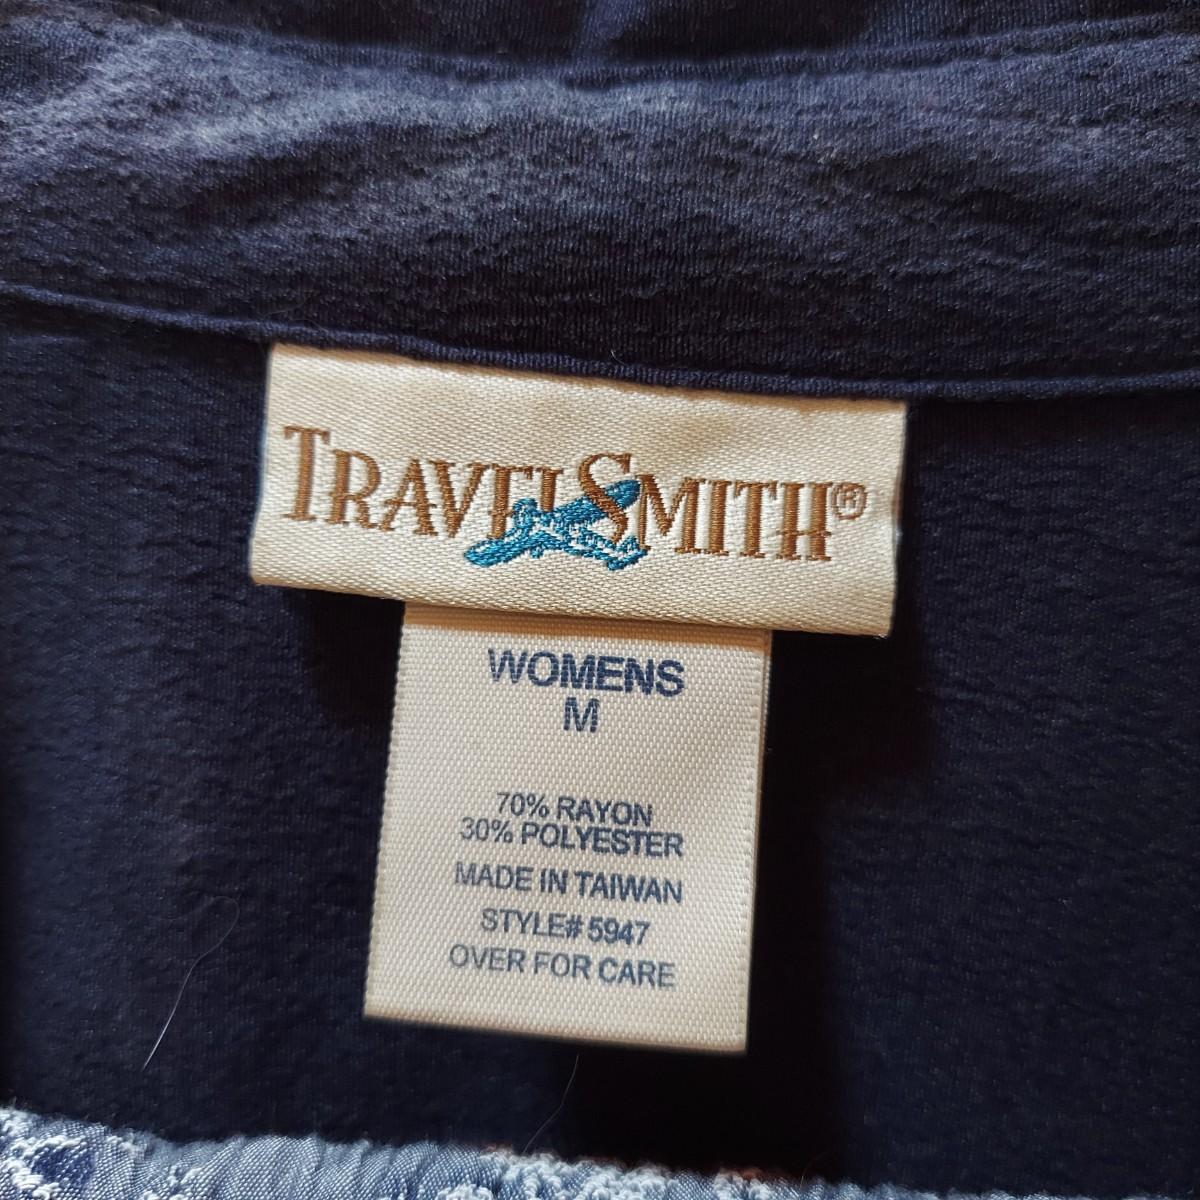 TRAVELSMITH®
WOMENS
M
70% RAYON
30% POLYESTER
MADE IN TAIWAN
STYLE# 5947
OVER FOR CARE